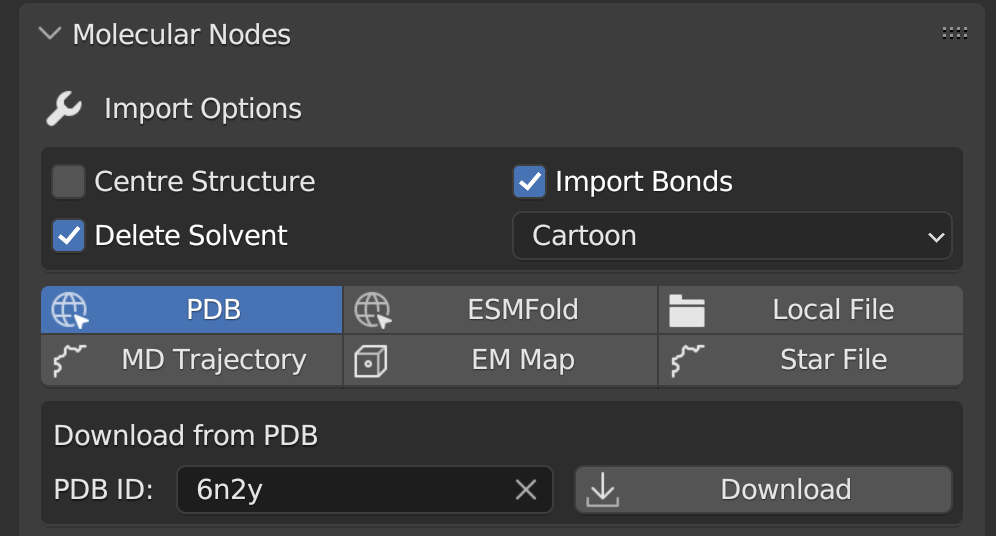 Molecular Nodes
Import Options
Centre Structure Import Bonds
Delete Solvent Cartoon
PDB ESMFold Local File
MD Trajectory EM Map Star File
Download from PDB
PDB ID: 6n2y Download